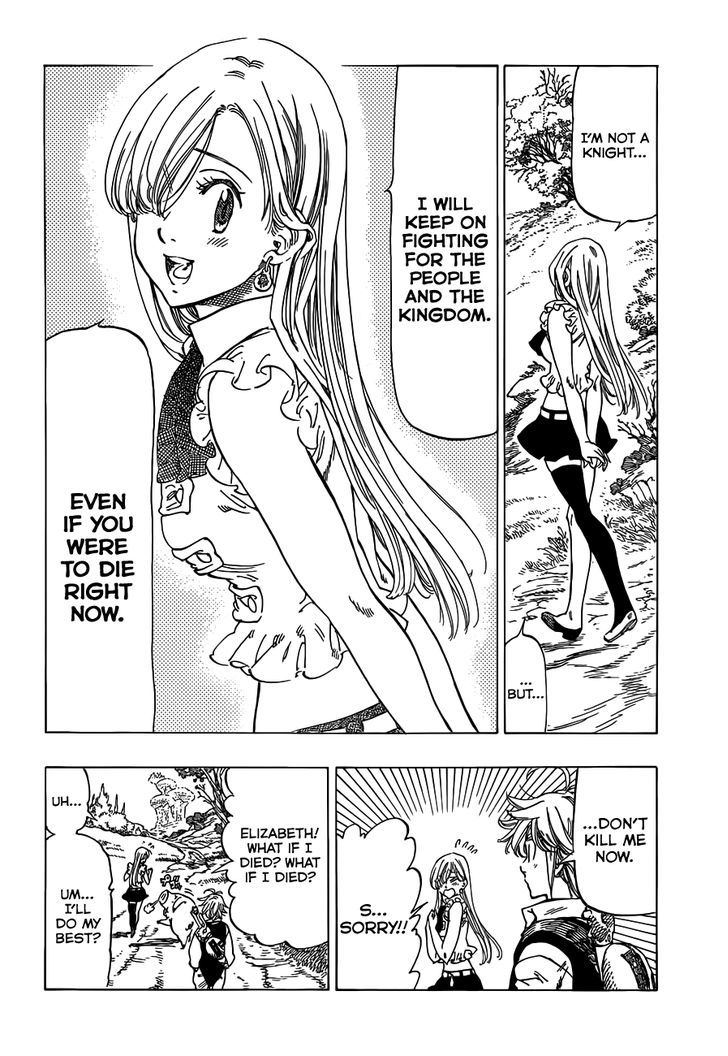 I'M NOT A
KNIGHT...
...
BUT...
I WILL
KEEP ON
FIGHTING
FOR THE
PEOPLE
AND THE
KINGDOM.
EVEN
IF YOU
WERE
TO DIE
RIGHT
NOW.
...DON'T
KILL ME
NOW.
S...
SORRY!!
ELIZABETH!
WHAT IF I
DIED? WHAT
IF I DIED?
UH...
UM...
I'LL
DO MY
BEST?